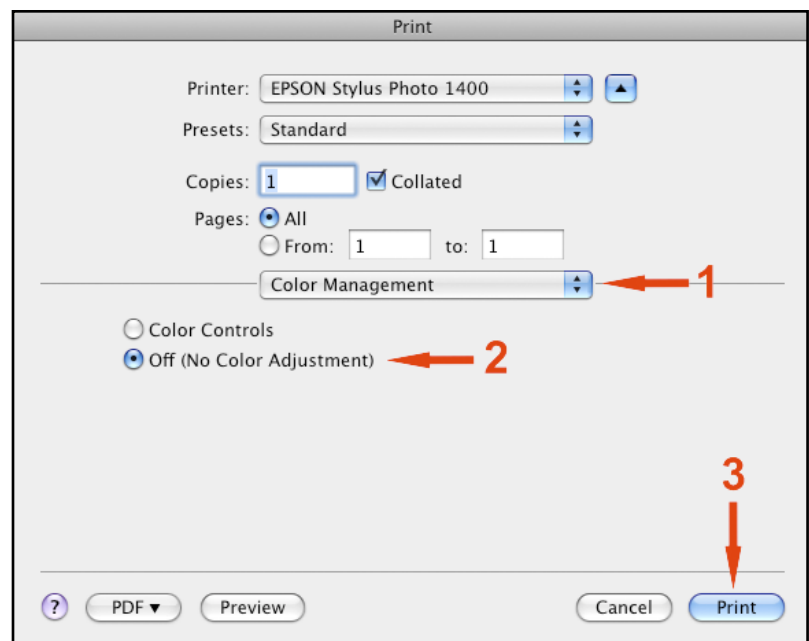 Print
Printer: EPSON Stylus Photo 1400
Presets: Standard
Copies: 1 Collated
Pages: All
From: 1 to: 1
Color Management 1
Color Controls
Off (No Color Adjustment) 2
3
? PDF▼ Preview Cancel Print